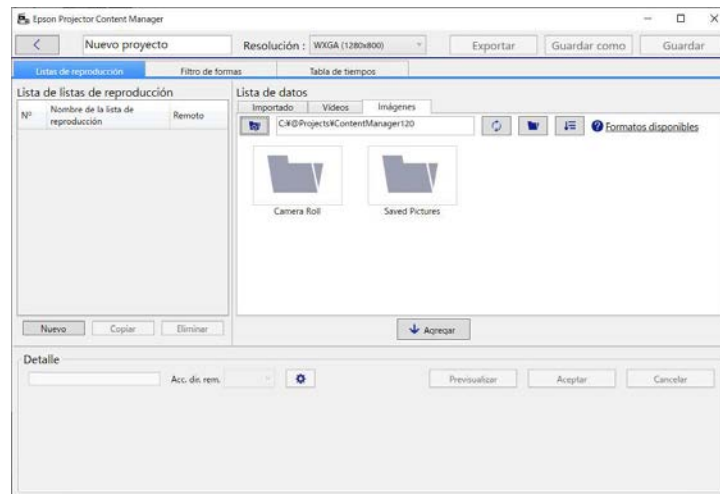 Epson Projector Content Manager
Nuevo proyecto Resolución : WXGA (1280x800) Exportar Guardar como Guardar
Listas de reproducción Filtro de formas Tabla de tiempos
Lista de listas de reproducción
Nº Nombre de la lista de reproducción Remoto
Lista de datos
Importado Vídeos Imágenes
C:¥@Projects¥ContentManager120 Formatos disponibles
Camera Roll Saved Pictures
Nuevo Copiar Eliminar
Agregar
Detalle
Acc. dir. rem. Previsualizar Aceptar Cancelar